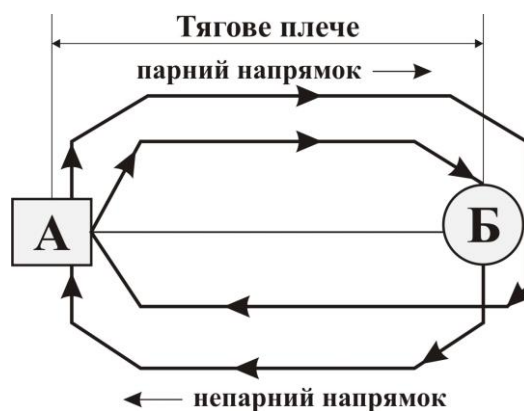 Тягове плече
парний напрямок
А
Б
непарний напрямок